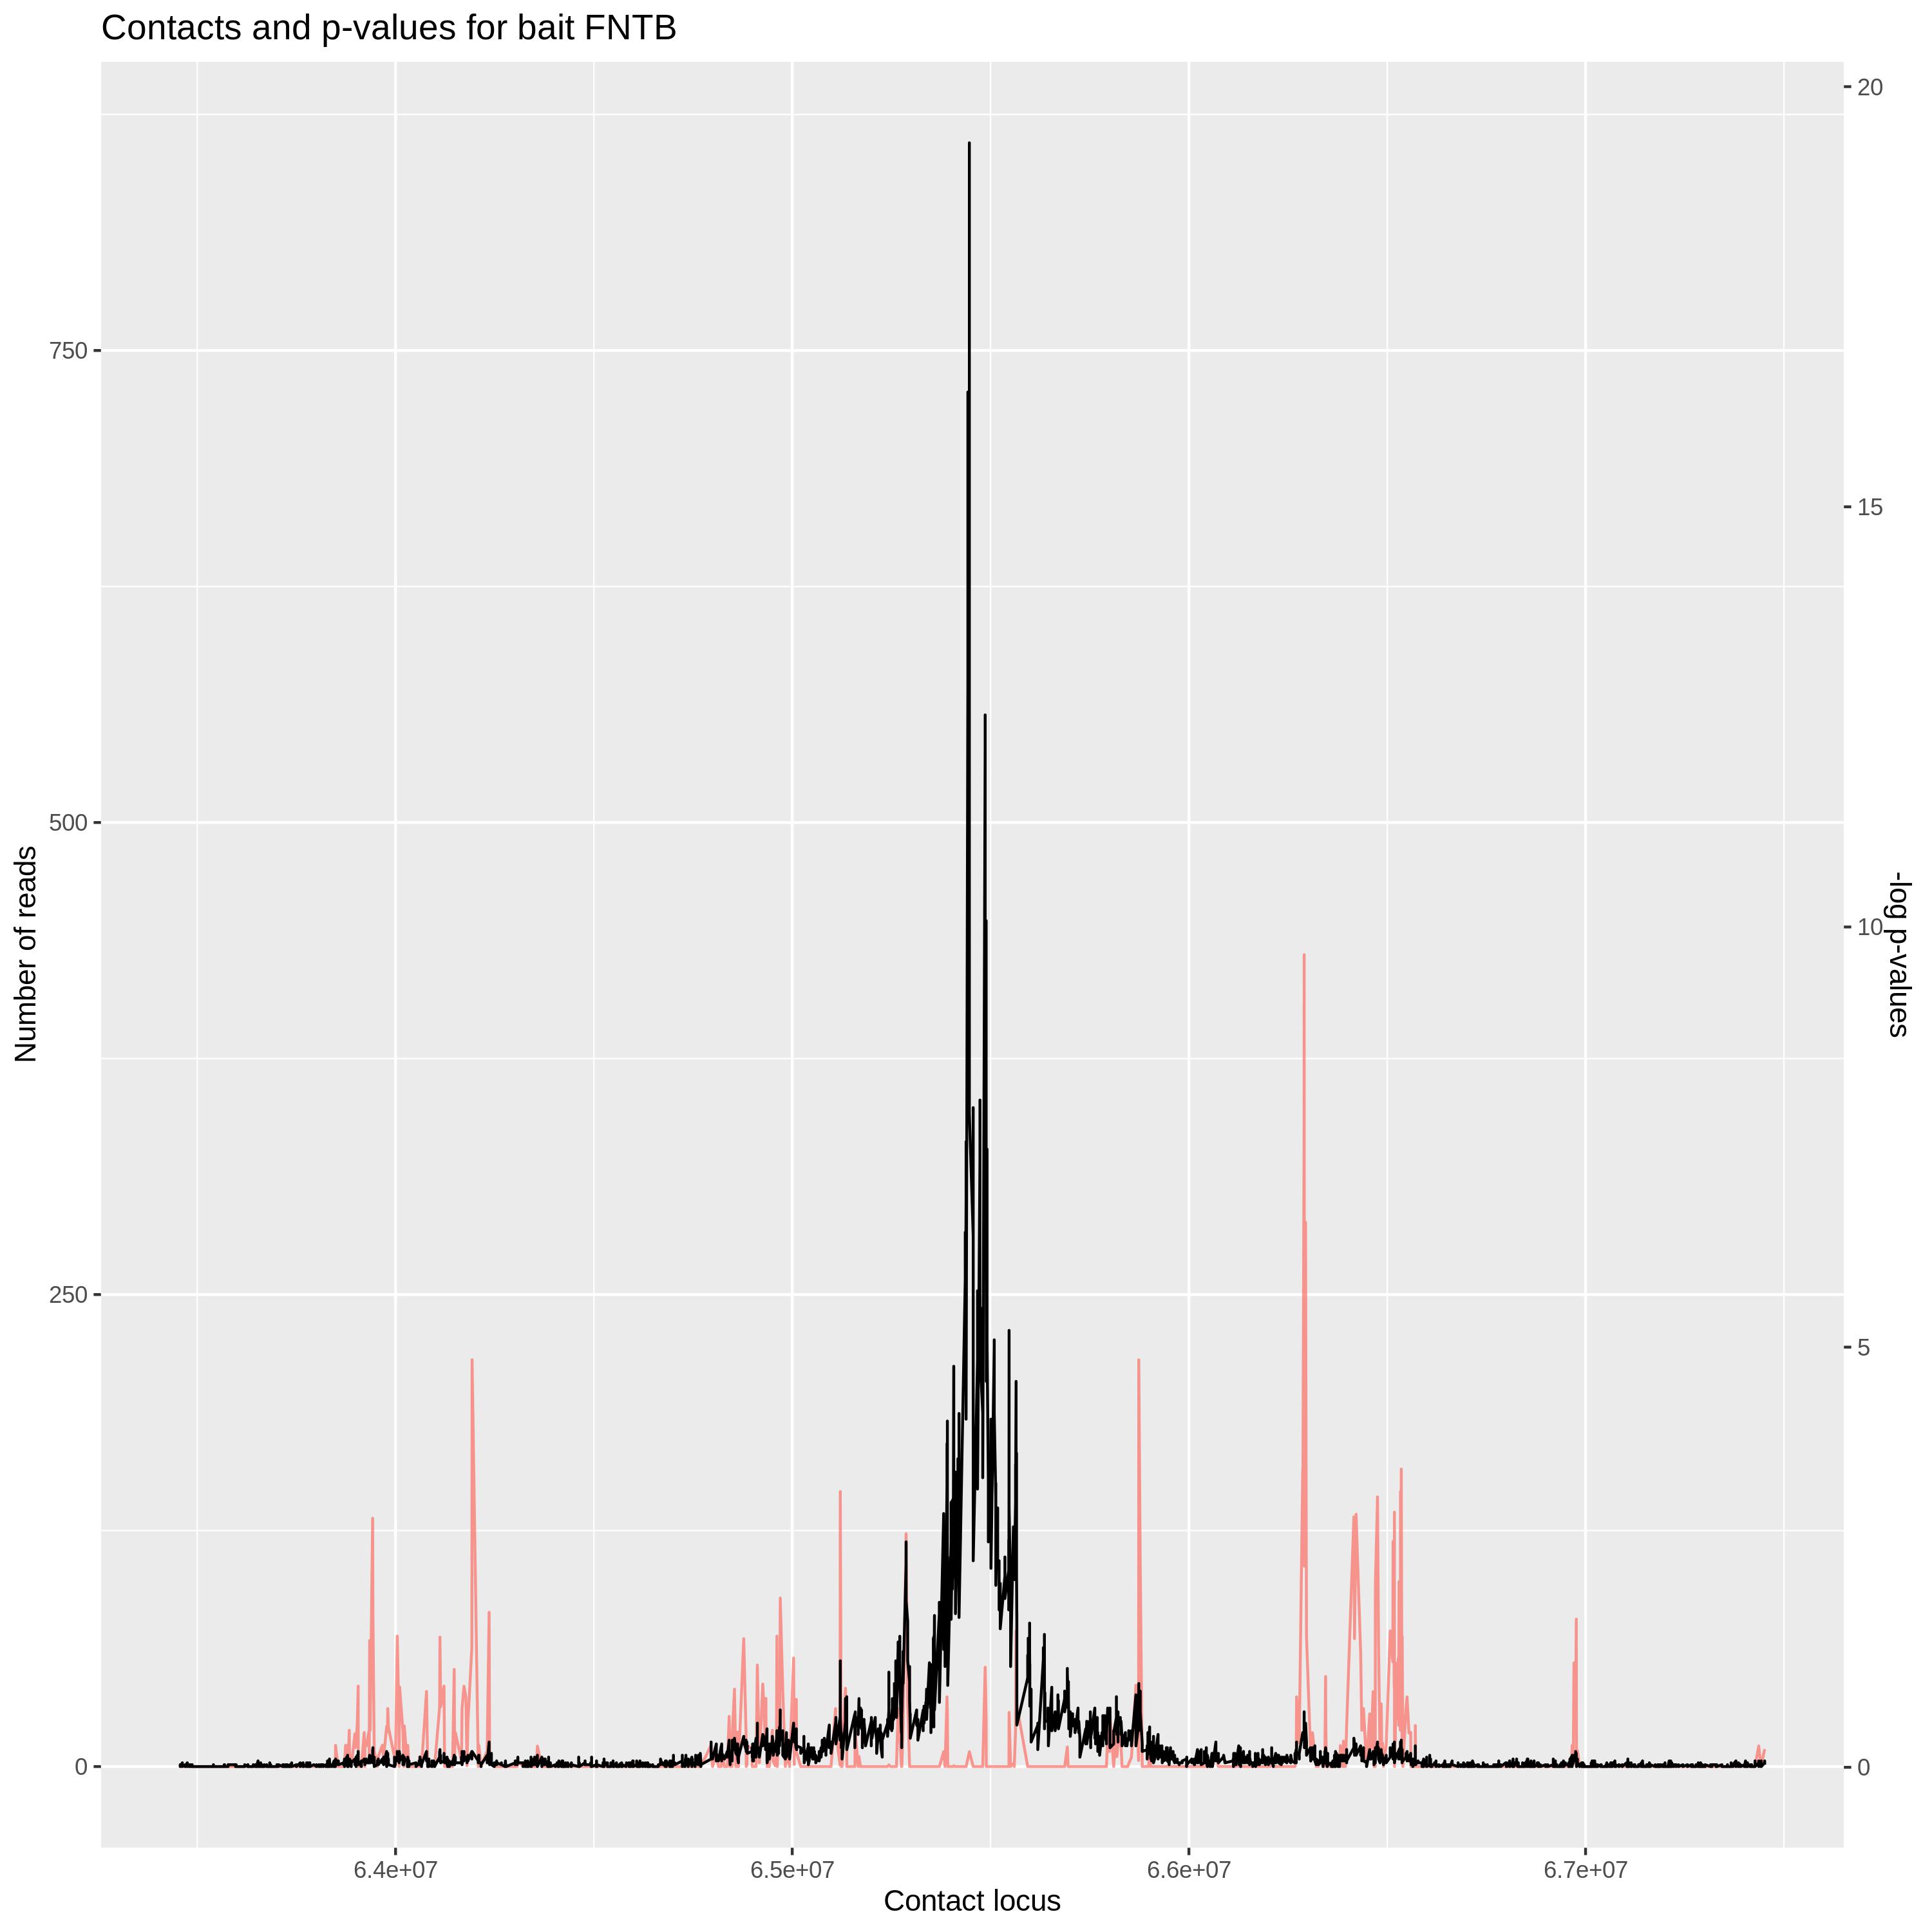 Contacts and p-values for bait FNTB
Number of reads
750
500
250
0
20
15
10
5
0
-log p-values
6.4e+07
6.5e+07
6.6e+07
6.7e+07
Contact locus